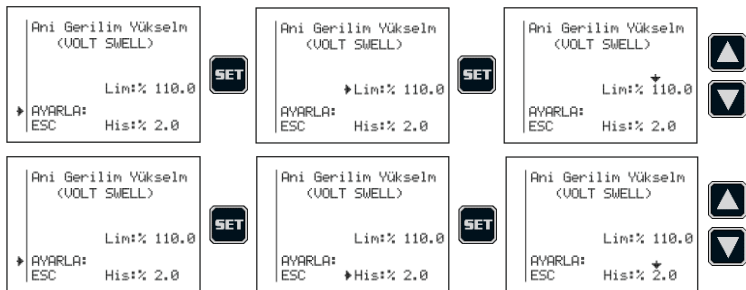 Ani Gerilim Yükselm
(VOLT SWELL)
Lim:% 110.0
AYARLA:
ESC His:% 2.0
SET
Ani Gerilim Yükselm
(VOLT SWELL)
Lim:% 110.0
AYARLA:
ESC His:% 2.0
SET
Ani Gerilim Yükselm
(VOLT SWELL)
Lim:% 110.0
AYARLA:
ESC His:% 2.0
Ani Gerilim Yükselm
(VOLT SWELL)
Lim:% 110.0
AYARLA:
ESC His:% 2.0
SET
Ani Gerilim Yükselm
(VOLT SWELL)
Lim:% 110.0
AYARLA:
ESC His:% 2.0
SET
Ani Gerilim Yükselm
(VOLT SWELL)
Lim:% 110.0
AYARLA:
ESC His:% 2.0